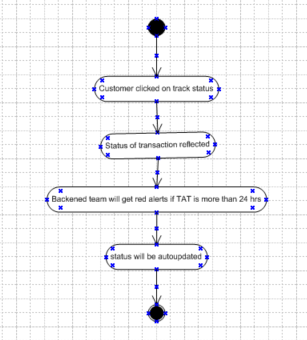 Customer clicked on track status
Status of transaction reflected
Backened team will get red alerts if TAT is more than 24 hrs
status will be autoupdated